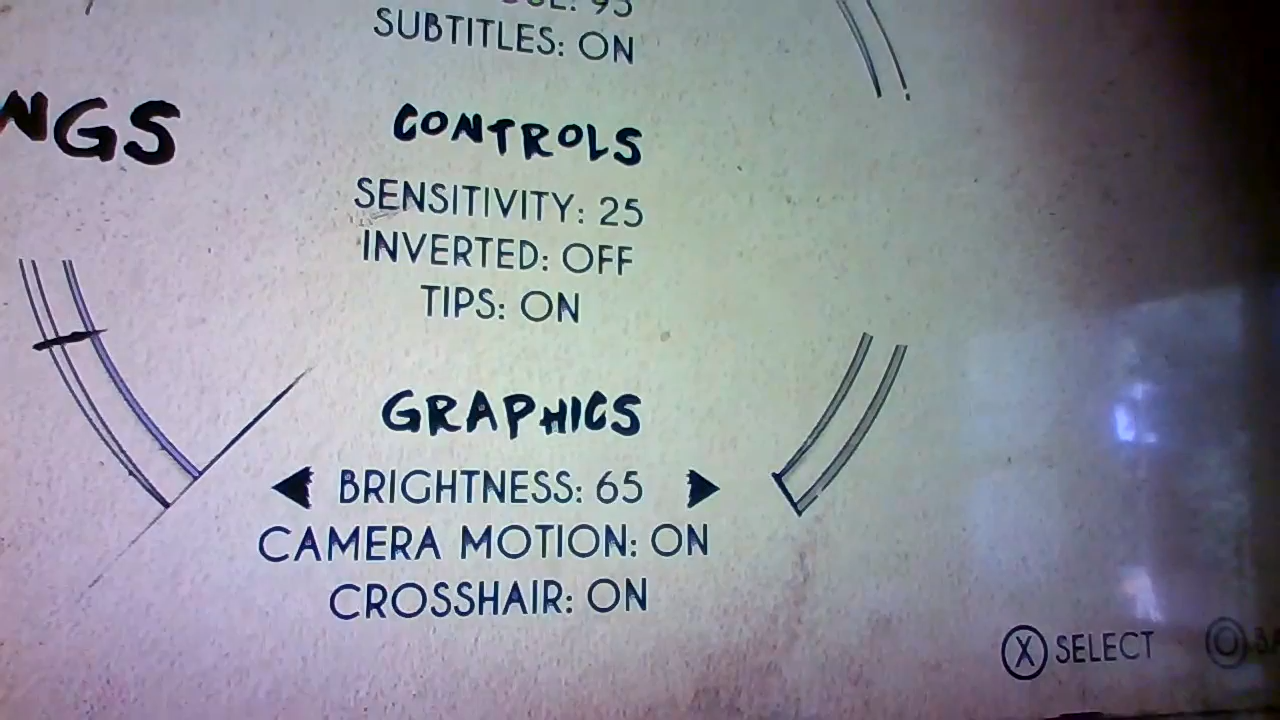 SUBTITLES: ON
NGS
CONTROLS
SENSITIVITY: 25
INVERTED: OFF
TIPS: ON
GRAPHICS
BRIGHTNESS: 65
CAMERA MOTION: ON
CROSSHAIR: ON
X SELECT